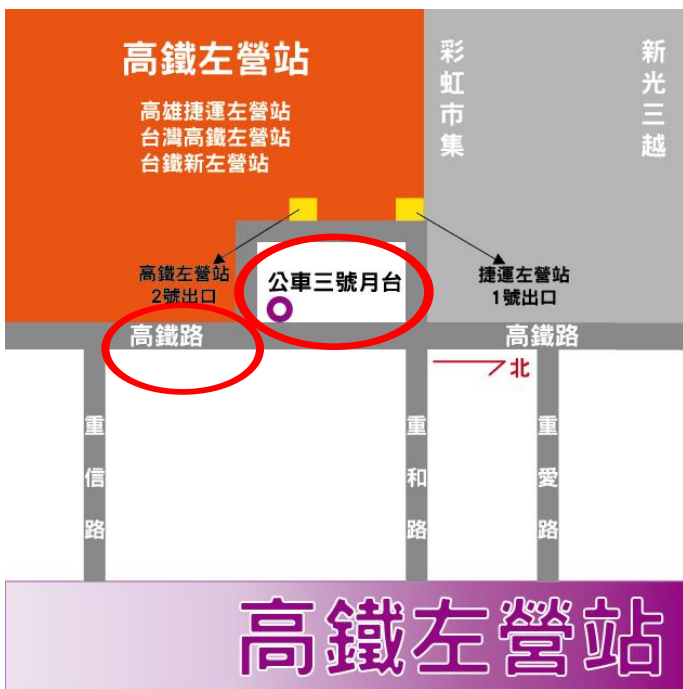 高鐵左營站
高雄捷運左營站
台灣高鐵左營站
台鐵新左營站
彩虹市集
新光三越
高鐵左營站
2號出口
公車三號月台
捷運左營站
1號出口
高鐵路
高鐵路
北
重信路
重和路
重愛路
高鐵左營站